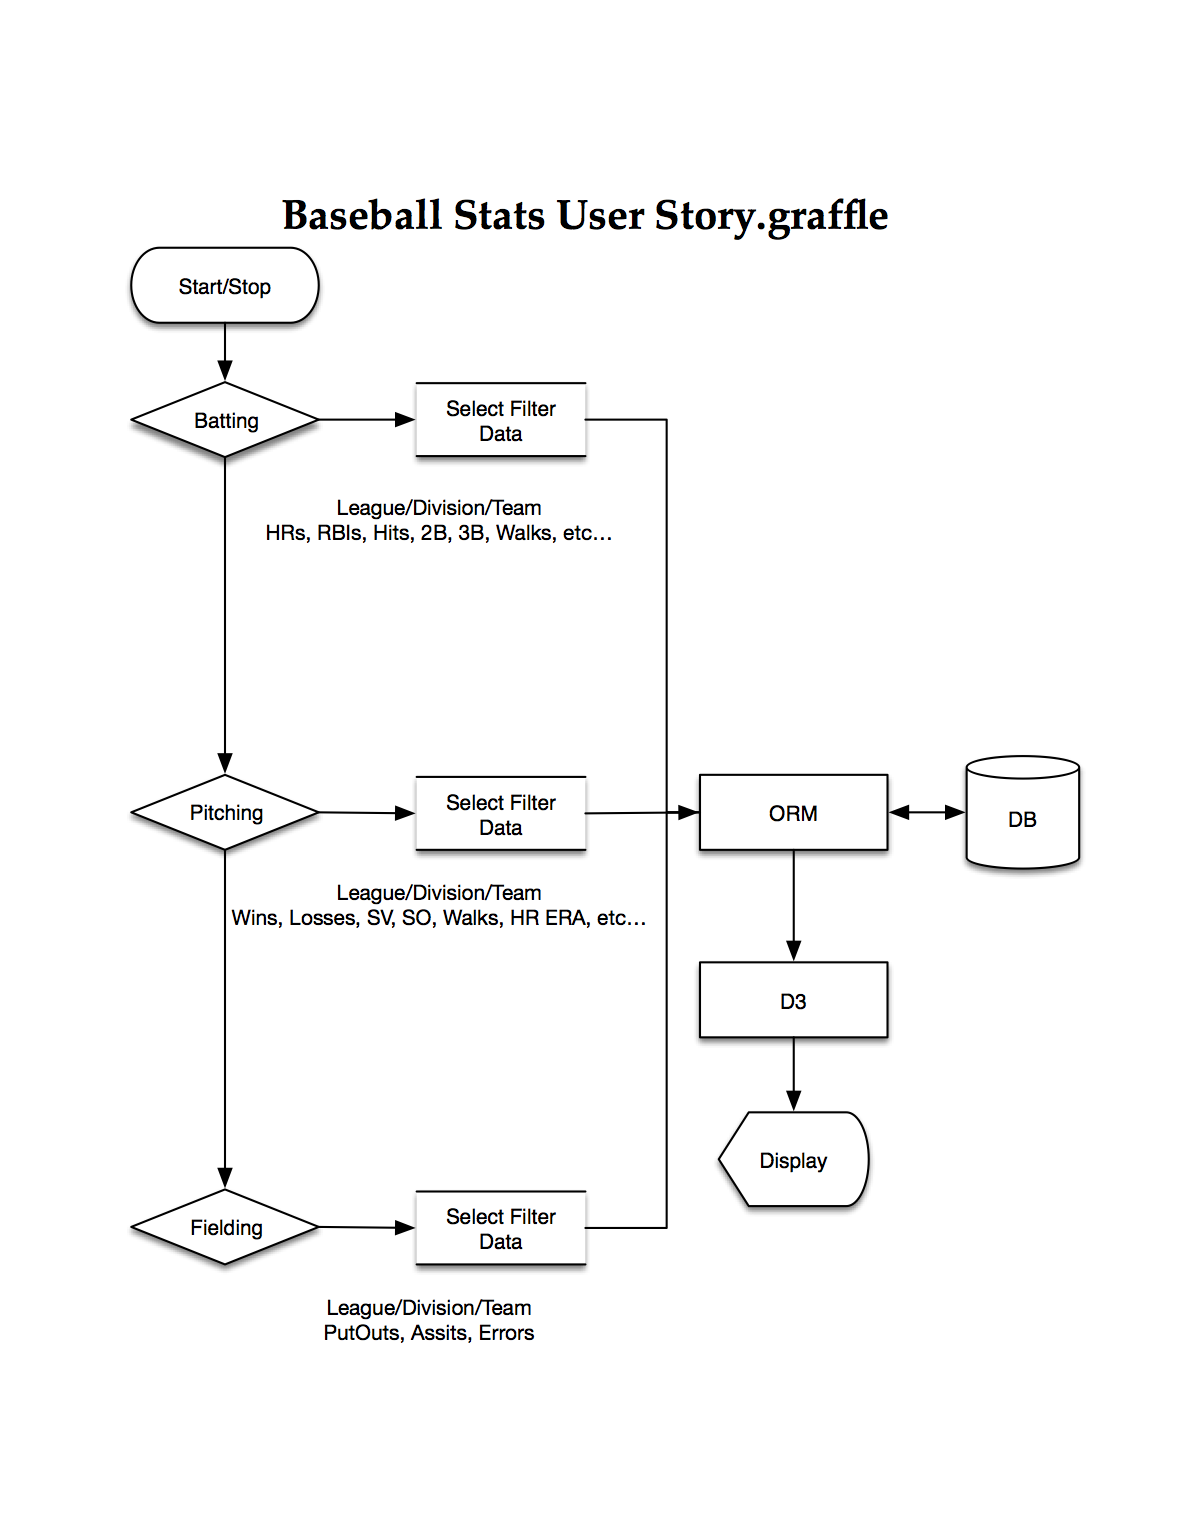 Baseball Stats User Story.graffle
Start/Stop
Batting
Select Filter
Data
League/Division/Team
HRs, RBIs, Hits, 2B, 3B, Walks, etc...
Pitching
Select Filter
Data
ORM
DB
League/Division/Team
Wins, Losses, SV, SO, Walks, HR ERA, etc...
D3
Display
Fielding
Select Filter
Data
League/Division/Team
PutOuts, Assits, Errors